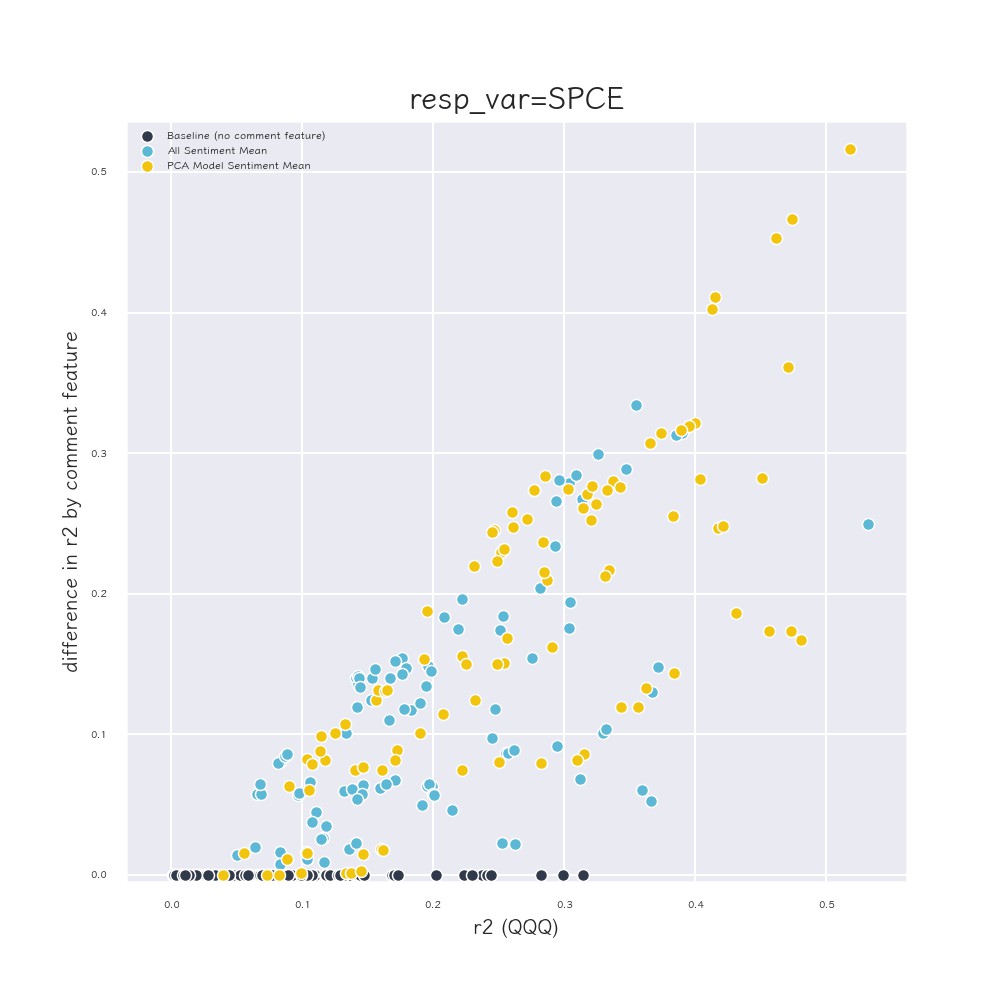 resp_var=SPCE
Baseline (no comment feature)
All Sentiment Mean
PCA Model Sentiment Mean
difference in r2 by comment feature
0.5
0.4
0.3
0.2
0.1
0.0
0.0 0.1 0.2 0.3 0.4 0.5
r2 (QQQ)